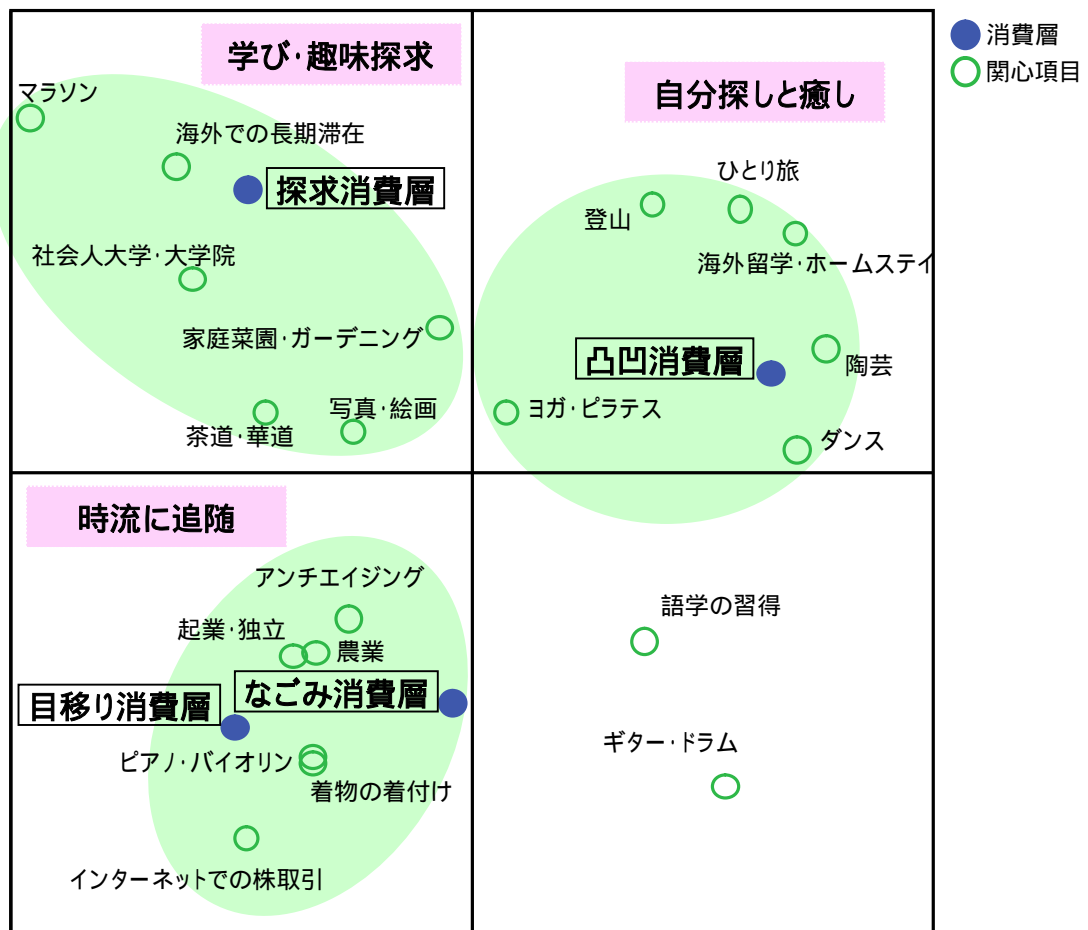 学び・趣味探求
マラソン
海外での長期滞在
探求消費層
社会人大学・大学院
家庭菜園・ガーデニング
写真・絵画
茶道・華道
自分探しと癒し
ひとり旅
登山
海外留学・ホームステイ
凸凹消費層
陶芸
ヨガ・ピラテス
ダンス
消費層
関心項目
時流に追随
アンチエイジング
起業・独立
農業
なごみ消費層
目移り消費層
ピアノ・バイオリン
着物の着付け
インターネットでの株取引
語学の習得
ギター・ドラム